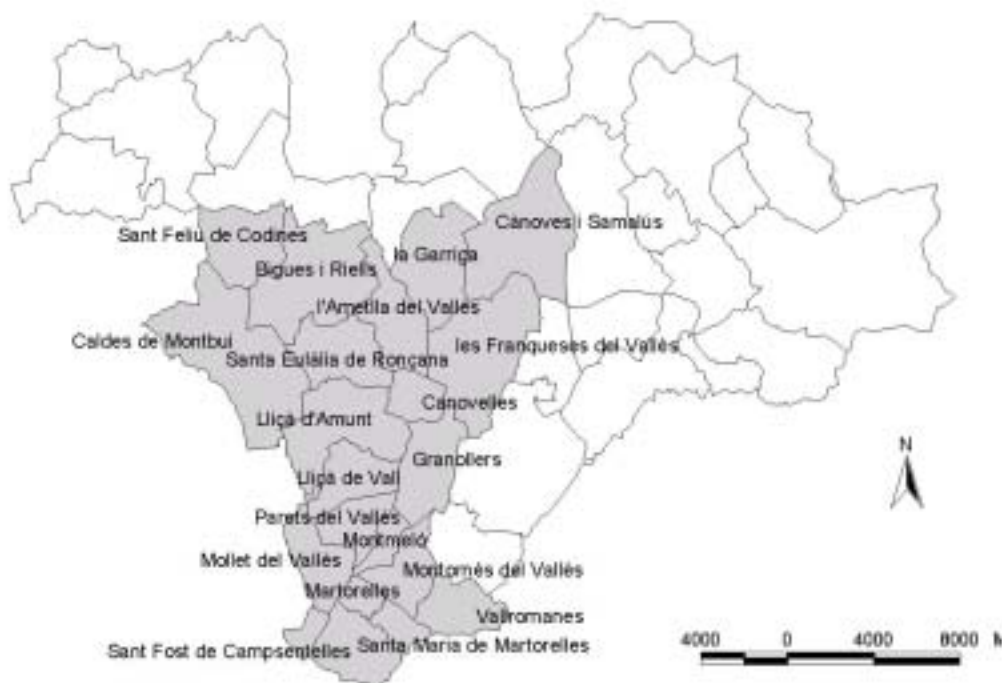 Sant Feliu de Codines
Cànoves i Samalús
la Garriga
Bigues i Riells
l'Ametlla del Vallès
Caldes de Montbui
les Franqueses del Vallès
Santa Eulàlia de Ronçana
Canovelles
Lliçà d'Amunt
Granollers
N
Lliçà de Vall
Parets del Vallès
Montmeló
Mollet del Vallès
Montornès del Vallès
Martorelles
Vallromanes
Santa Maria de Martorelles
Sant Fost de Campsentelles
4000 0 4000 8000 M